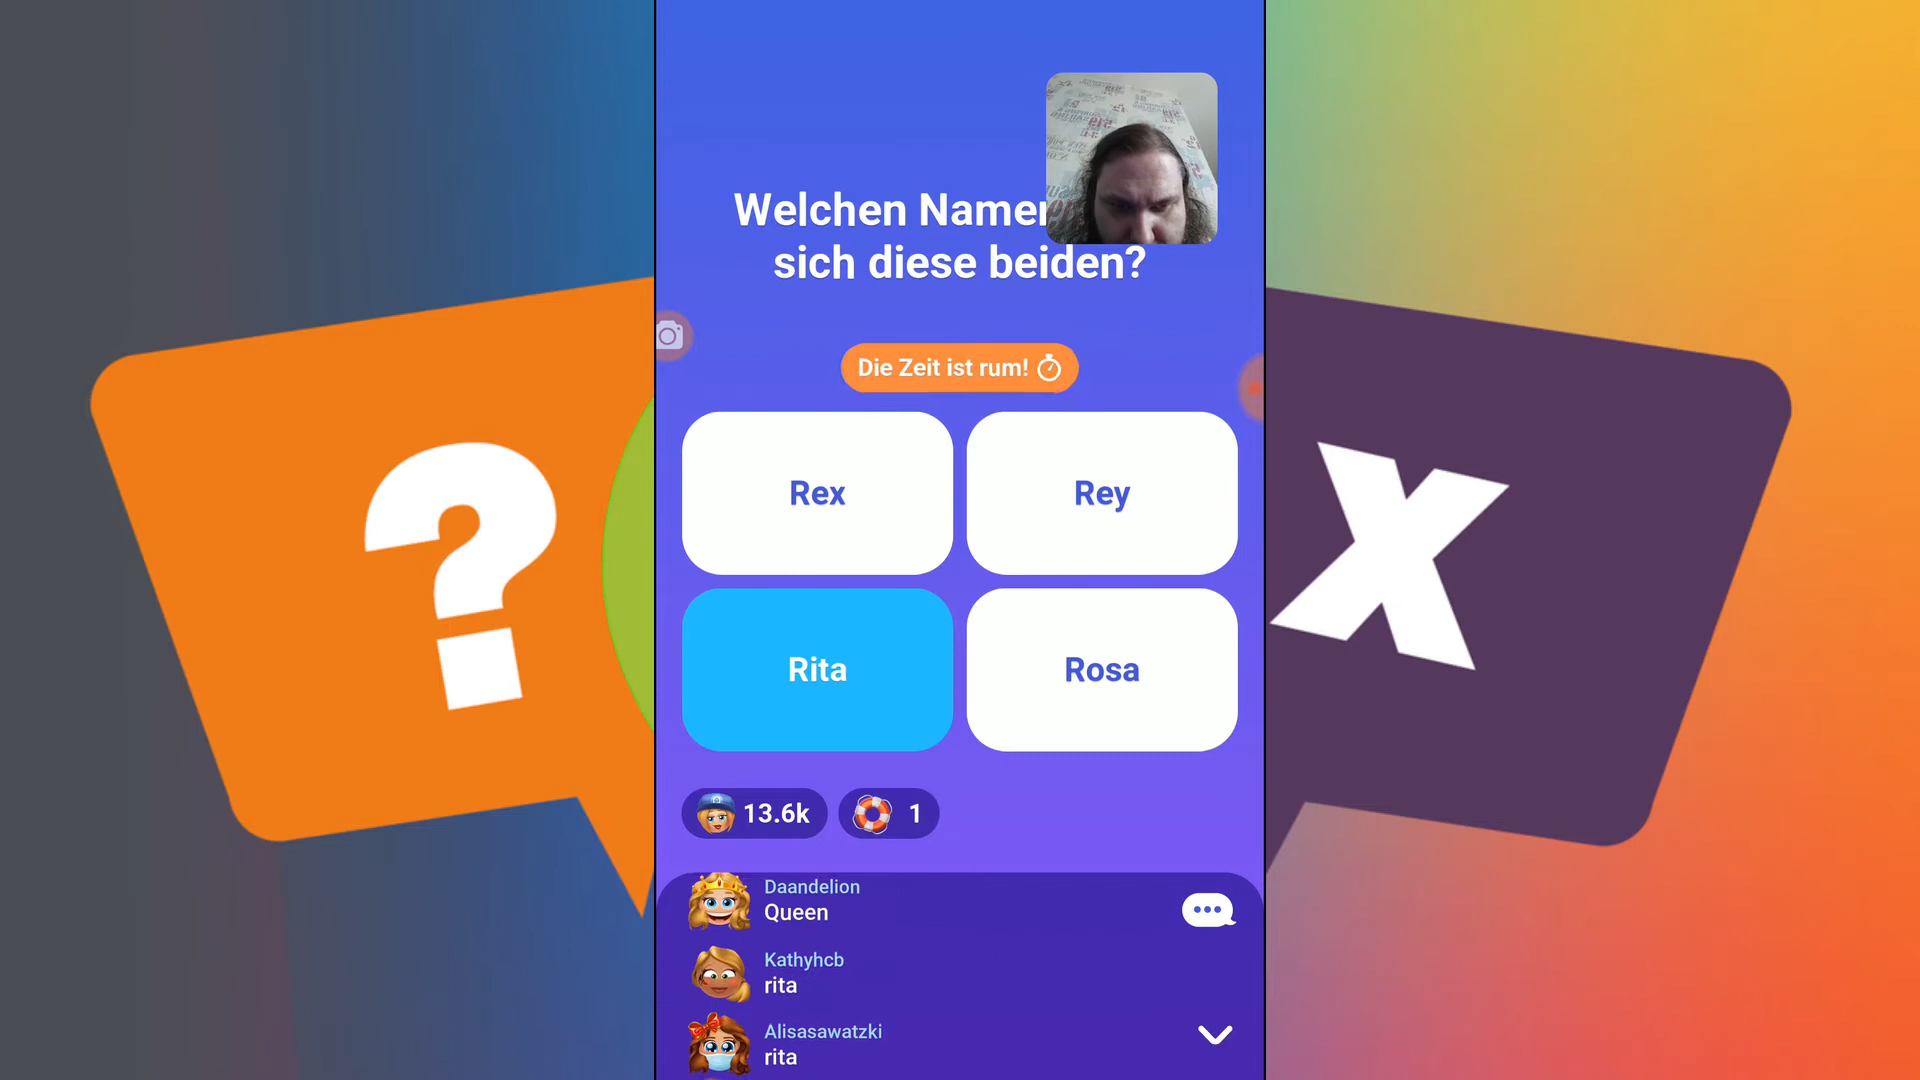 Welchen Namen
sich diese beiden?
Die Zeit ist rum!
Rex
Rey
Rita
Rosa
13.6k
1
Daandelion
Queen
Kathyhcb
rita
Alisasawatzki
rita
?
X